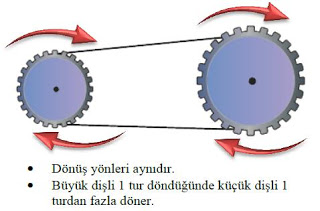 • Dönüş yönleri aynıdır.
• Büyük dişli 1 tur döndüğünde küçük dişli 1
turdan fazla döner.